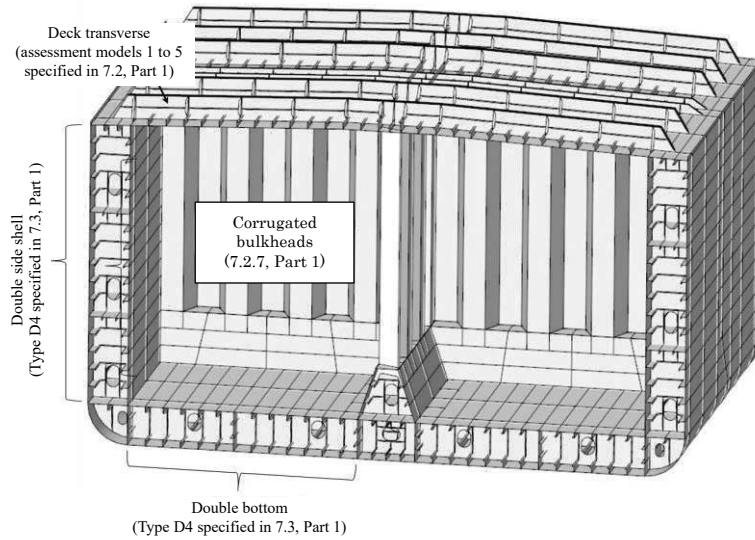 Deck transverse
(assessment models 1 to 5
specified in 7.2, Part 1)
Corrugated
bulkheads
(7.2.7, Part 1)
Double side shell
(Type D4 specified in 7.3, Part 1)
Double bottom
(Type D4 specified in 7.3, Part 1)